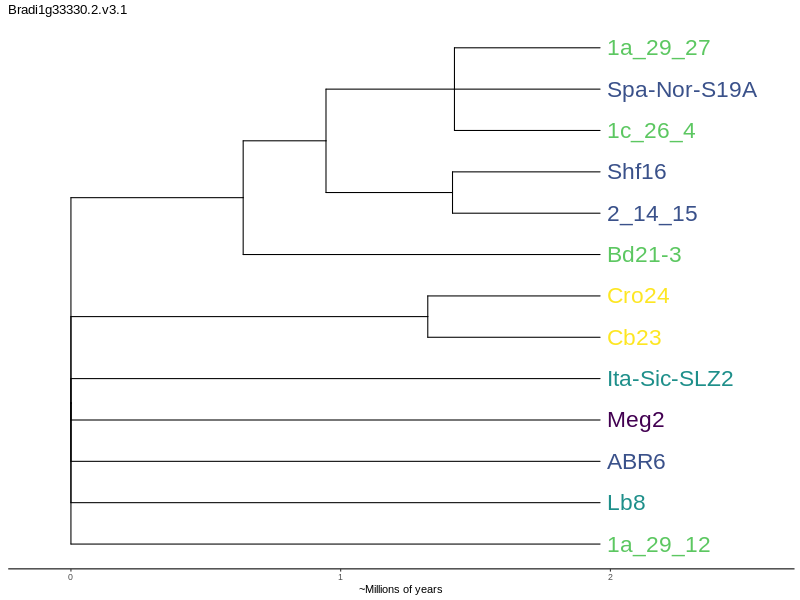 Bradi1g33330.2.v3.1
1a_29_27
Spa-Nor-S19A
1c_26_4
Shf16
2_14_15
Bd21-3
Cro24
Cb23
Ita-Sic-SLZ2
Meg2
ABR6
Lb8
1a_29_12
0 1 2
~Millions of years